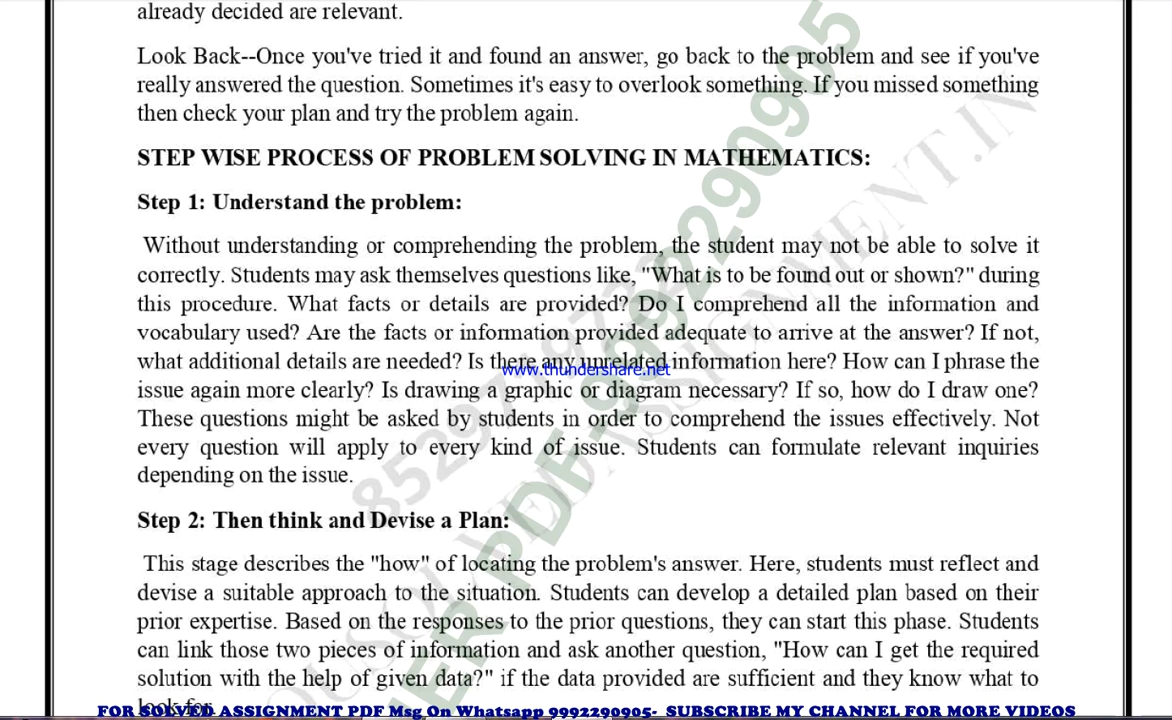 already decided are relevant.
Look Back--Once you've tried it and found an answer, go back to the problem and see if you've
really answered the question. Sometimes it's easy to overlook something. If you missed something
then check your plan and try the problem again.
STEP WISE PROCESS OF PROBLEM SOLVING IN MATHEMATICS:
Step 1: Understand the problem:
Without understanding or comprehending the problem, the student may not be able to solve it
correctly. Students may ask themselves questions like, "What is to be found out or shown?" during
this procedure. What facts or details are provided? Do I comprehend all the information and
vocabulary used? Are the facts or information provided adequate to arrive at the answer? If not,
what additional details are needed? Is there any unrelated information here? How can I phrase the
www.thundershare.net
issue again more clearly? Is drawing a graphic or diagram necessary? If so, how do I draw one?
These questions might be asked by students in order to comprehend the issues effectively. Not
every question will apply to every kind of issue. Students can formulate relevant inquiries
depending on the issue.
Step 2: Then think and Devise a Plan:
This stage describes the "how" of locating the problem's answer. Here, students must reflect and
devise a suitable approach to the situation. Students can develop a detailed plan based on their
prior expertise. Based on the responses to the prior questions, they can start this phase. Students
can link those two pieces of information and ask another question, "How can I get the required
solution with the help of given data?" if the data provided are sufficient and they know what to
look for.
FOR SOLVED ASSIGNMENT PDF Msg On Whatsapp 9992290905- SUBSCRIBE MY CHANNEL FOR MORE VIDEOS
PDF-9992290905